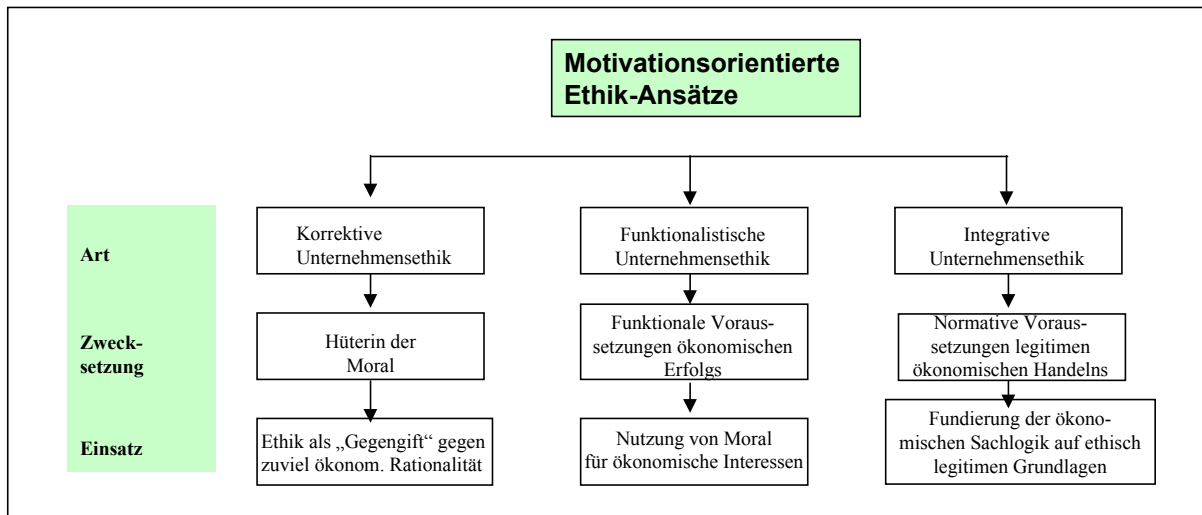 Motivationsorientierte
Ethik-Ansätze
Art
Korrektive
Unternehmensethik
Funktionalistische
Unternehmensethik
Integrative
Unternehmensethik
Zweck-
setzung
Hüterin der
Moral
Funktionale Voraus-
setzungen ökonomischen
Erfolgs
Normative Voraus-
setzungen legitimen
ökonomischen Handelns
Einsatz
Ethik als „Gegengift“ gegen
zuviel ökonom. Rationalität
Nutzung von Moral
für ökonomische Interessen
Fundierung der ökono-
mischen Sachlogik auf ethisch
legitimen Grundlagen